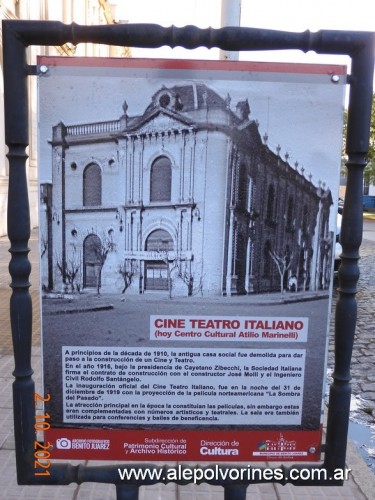 CINE TEATRO ITALIANO
(hoy Centro Cultural Atilio Marinelli)
A principios de la década de 1910, la antigua casa social fue demolida para dar
paso a la construcción de un Cine y Teatro.
En el año 1916, bajo la presidencia de Cayetano Zibecchi, la Sociedad Italiana
firma el contrato de construcción con el constructor José Molli y el ingeniero
Civil Rodolfo Santángelo.
La inauguración oficial del Cine Teatro Italiano, fue en la noche del 31 de
diciembre de 1919 con la proyección de la película norteamericana "La Sombra
del Pasado".
La atracción principal en la época la constituían las películas, sin embargo estas
eran complementadas con números artísticos y teatrales. La sala era también
utilizada para conferencias y bailes de beneficencia.
BENITO JUÁREZ
Subdirección de
Patrimonio Cultural
y Archivo Histórico
Dirección de
Cultura
2 10 2021
www.alepolvorines.com.ar